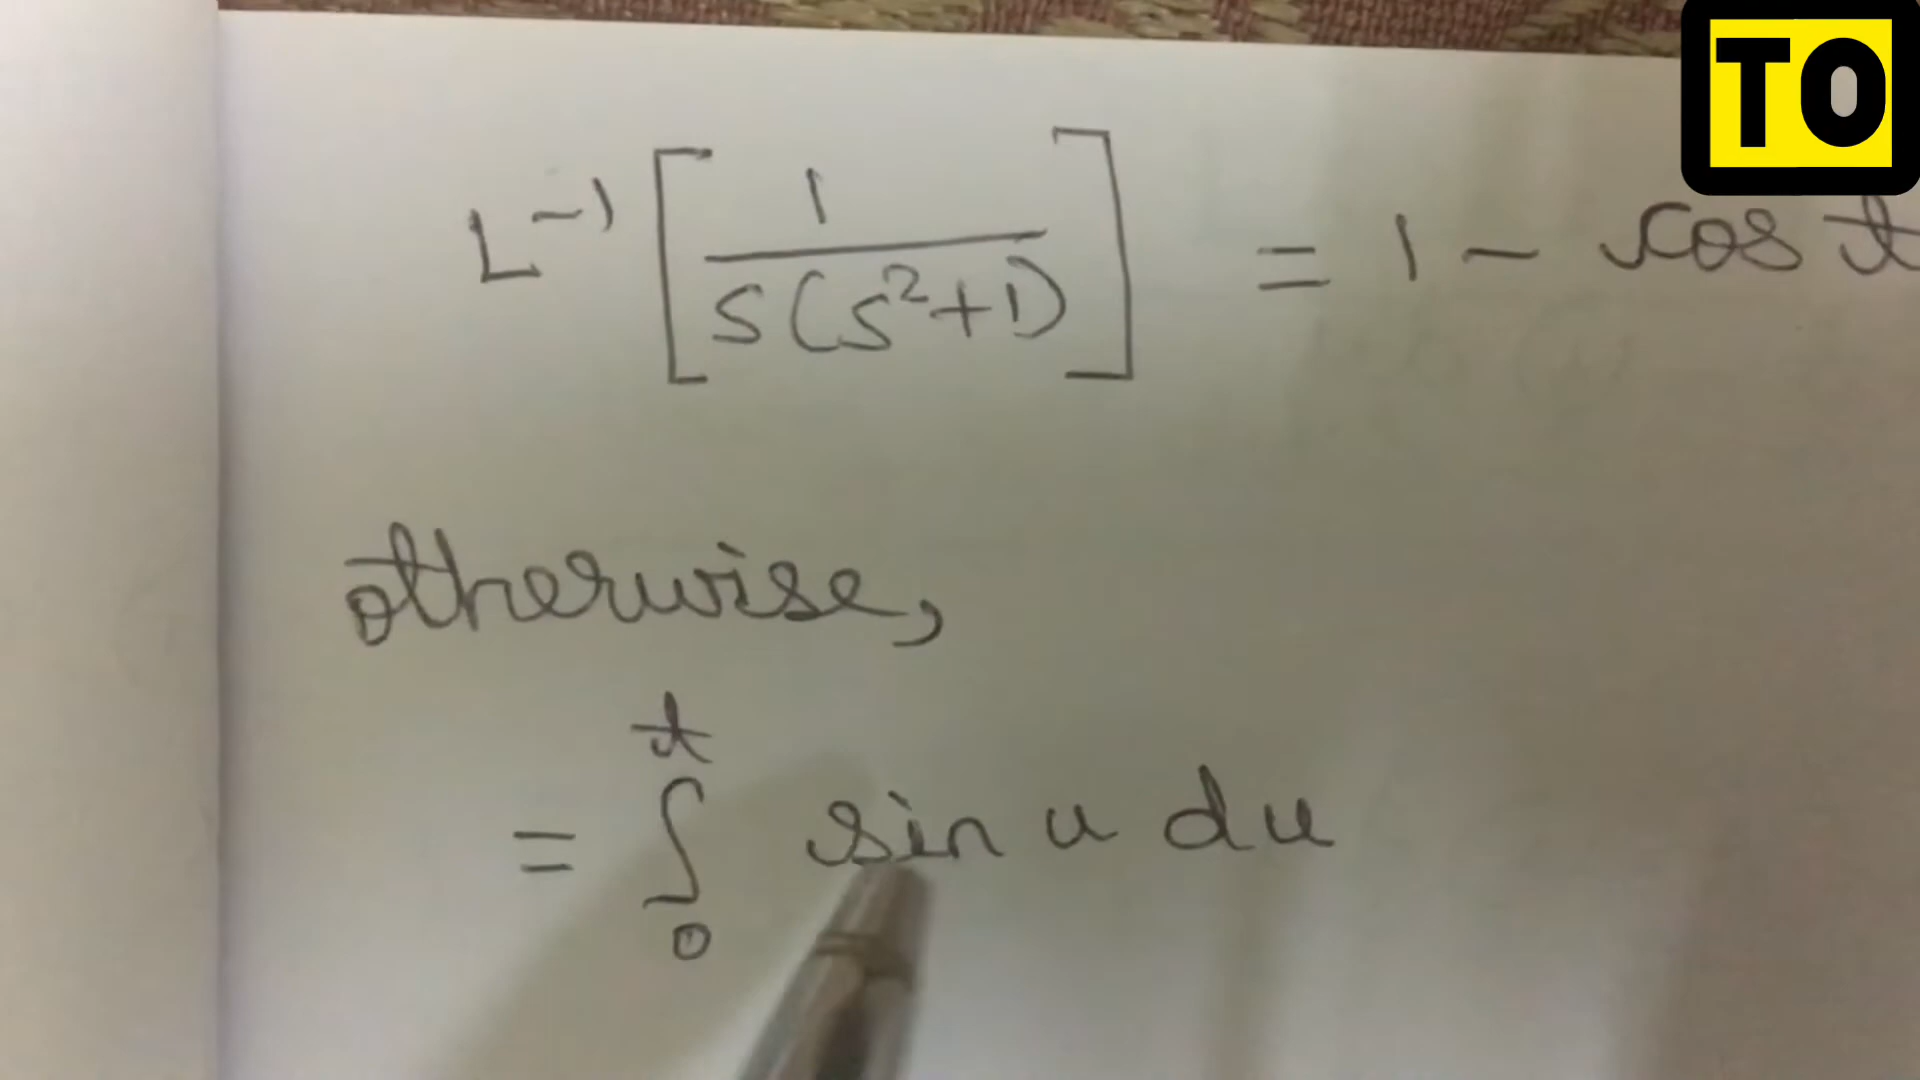 TO
L⁻¹ [ 1 / S(S²+1) ] = 1 - cos t
otherwise,
= ∫₀ᵗ sin u du